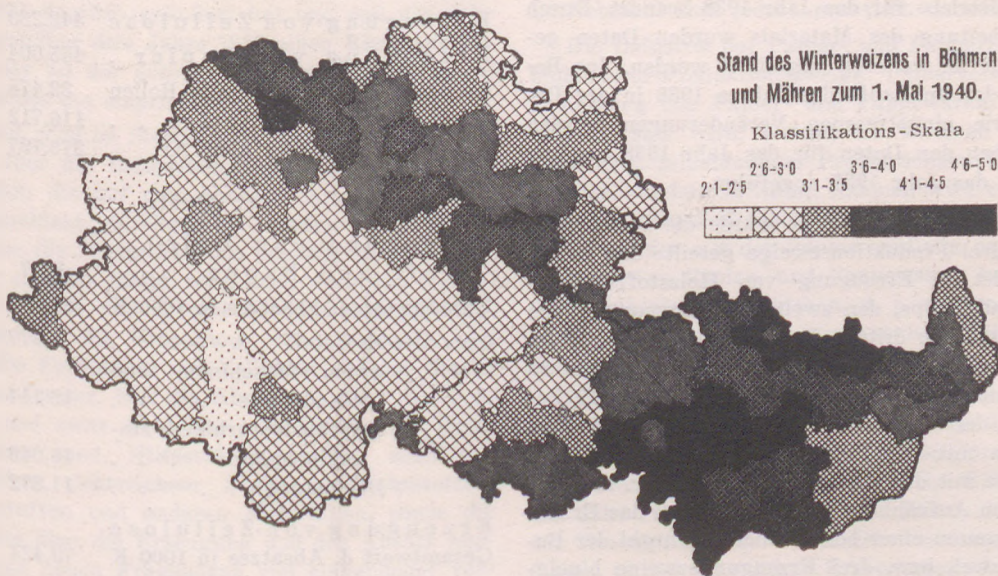 Stand des Winterweizens in Böhmen
und Mähren zum 1. Mai 1940.
Klassifikations-Skala
2·6-3·0 3·6-4·0 4·6-5·0
2·1-2·5 3·1-3·5 4·1-4·5